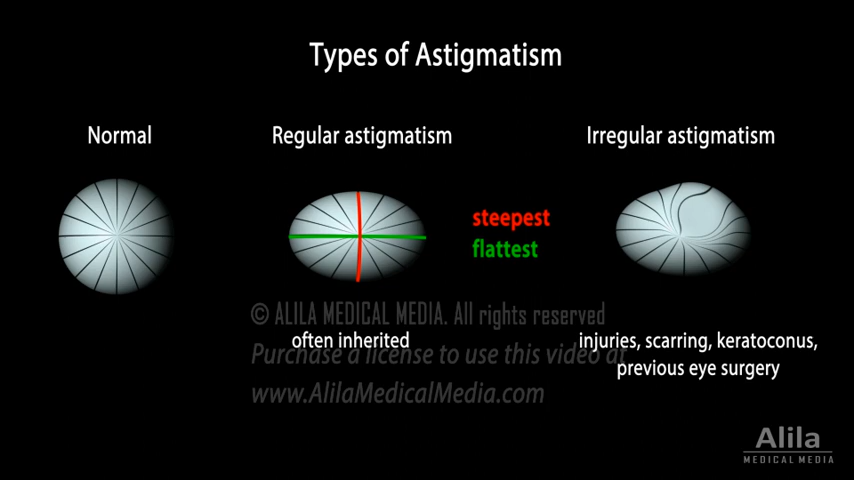 Types of Astigmatism
Normal
Regular astigmatism
Irregular astigmatism
steepest
flattest
© ALILA MEDICAL MEDIA. All rights reserved
often inherited
injuries, scarring, keratoconus,
Purchase a license to use this video at
previous eye surgery
www.AlilaMedicalMedia.com
Alila
MEDICAL MEDIA